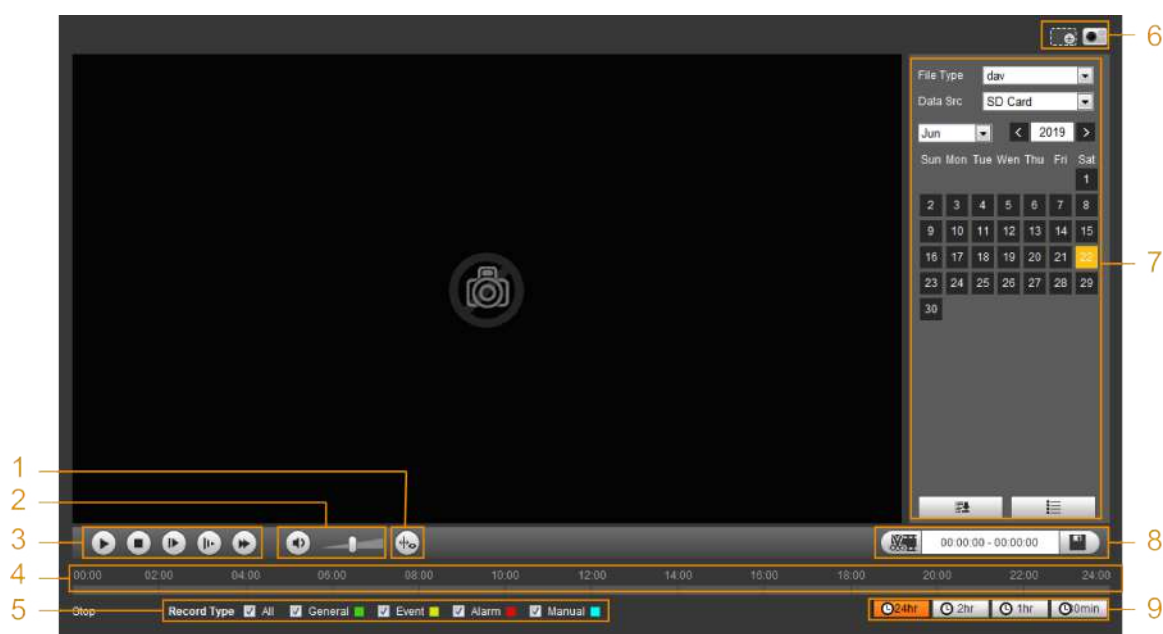 6
File Type dav
Data Src SD Card
Jun < 2019 >
Sun Mon Tue Wen Thu Fri Sat
1
2 3 4 5 6 7 8
9 10 11 12 13 14 15
16 17 18 19 20 21 22
7
23 24 25 26 27 28 29
30
1
2
3
00:00:00 - 00:00:00
8
4
00:00 02:00 04:00 06:00 08:00 10:00 12:00 14:00 16:00 18:00 20:00 22:00 24:00
5
Stop Record Type All General Event Alarm Manual
24hr 2hr 1hr 0min
9